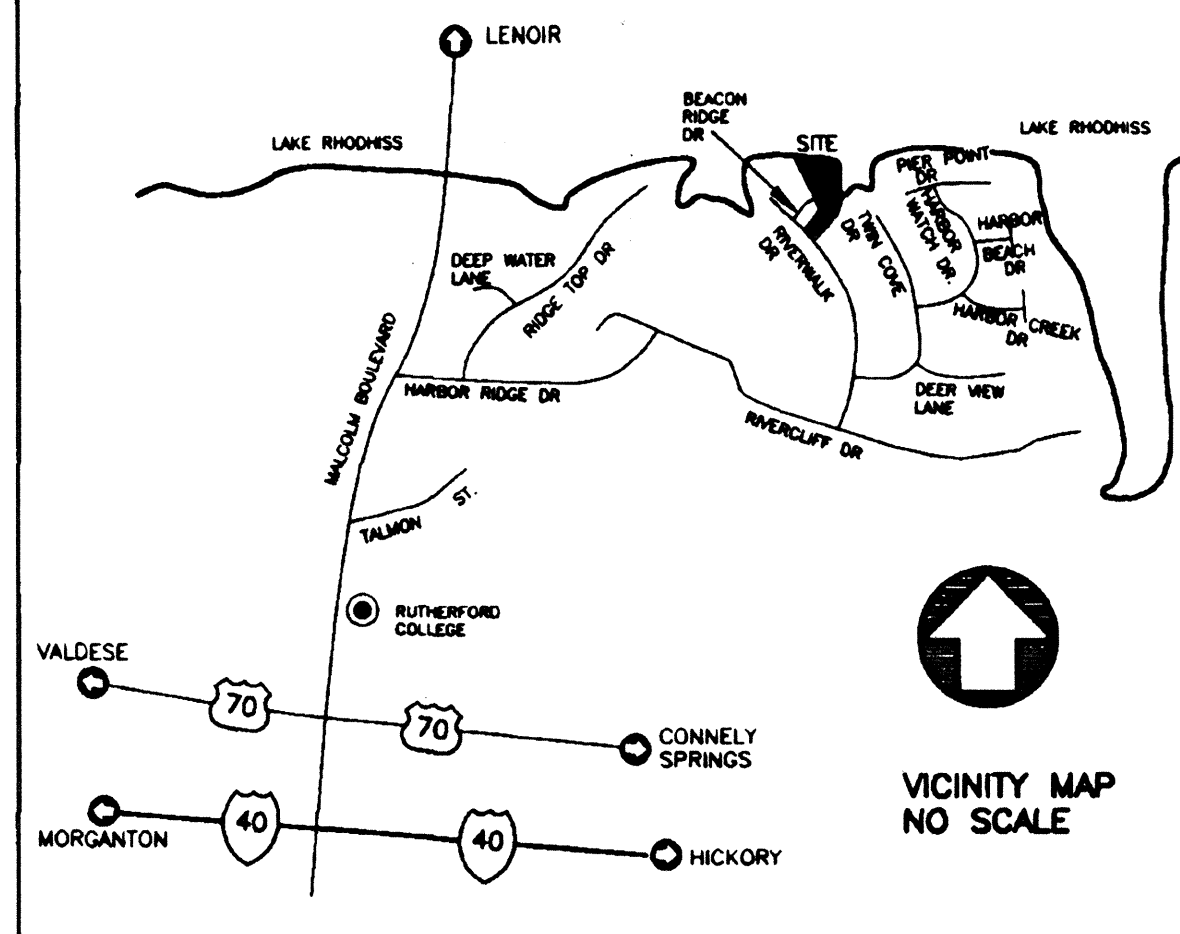 LENOIR
BEACON
RIDGE
DR
LAKE RHODHISS
SITE
LAKE RHODHISS
PIER POINT
DR
HARBOR
WATCH DR.
HARBOR
BEACH
DR
TWIN COVE
DR
RIVERWALK
DR
DEEP WATER
LANE
RIDGE TOP DR
HARBOR CREEK
DR
MALCOLM BOULEVARD
HARBOR RIDGE DR
DEER VIEW
LANE
RIVERCLIFF DR
TALMON ST.
RUTHERFORD
COLLEGE
VALDESE
70
70
CONNELY
SPRINGS
VICINITY MAP
NO SCALE
40
40
MORGANTON
HICKORY